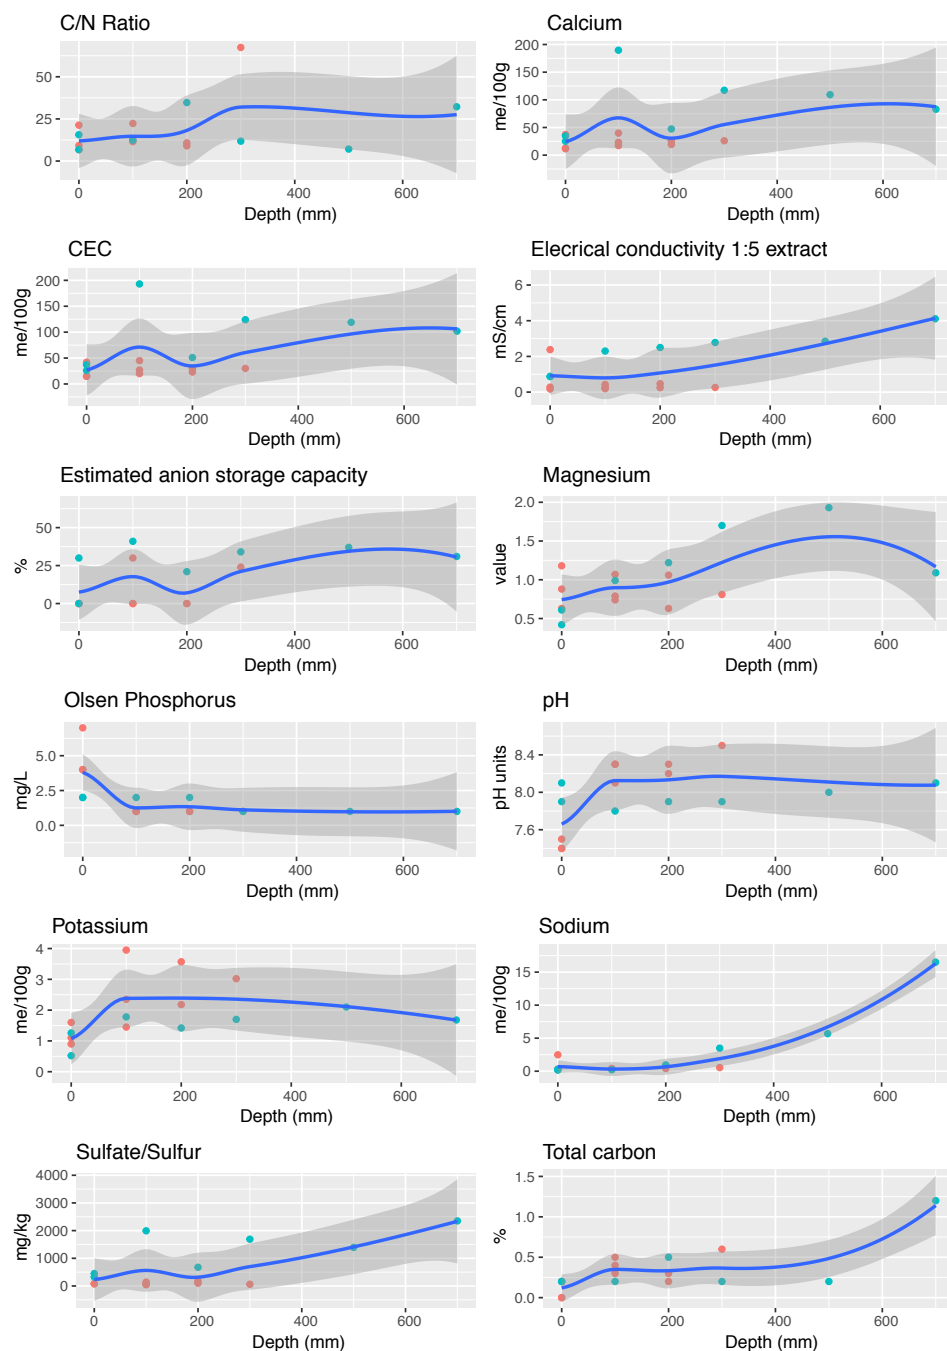 C/N Ratio
me/100g
50
25
0
0 200 400 600
Depth (mm)
Calcium
me/100g
200
150
100
50
0
0 200 400 600
Depth (mm)
CEC
me/100g
200
150
100
50
0
0 200 400 600
Depth (mm)
Elecrical conductivity 1:5 extract
mS/cm
6
4
2
0
0 200 400 600
Depth (mm)
Estimated anion storage capacity
%
50
25
0
0 200 400 600
Depth (mm)
Magnesium
value
2.0
1.5
1.0
0.5
0 200 400 600
Depth (mm)
Olsen Phosphorus
mg/L
5.0
2.5
0.0
0 200 400 600
Depth (mm)
pH
pH units
8.4
8.0
7.6
0 200 400 600
Depth (mm)
Potassium
me/100g
4
3
2
1
0
0 200 400 600
Depth (mm)
Sodium
me/100g
15
10
5
0
0 200 400 600
Depth (mm)
Sulfate/Sulfur
mg/kg
4000
3000
2000
1000
0
0 200 400 600
Depth (mm)
Total carbon
%
1.5
1.0
0.5
0.0
0 200 400 600
Depth (mm)